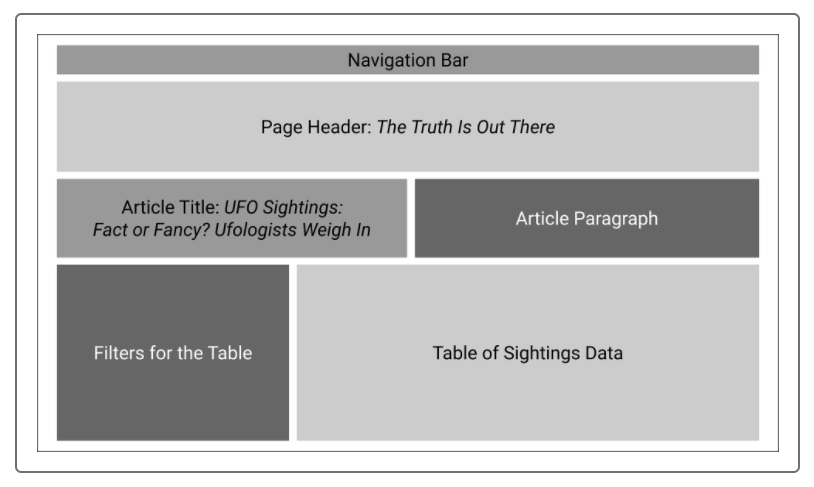 Navigation Bar
Page Header: The Truth Is Out There
Article Title: UFO Sightings:
Fact or Fancy? Ufologists Weigh In
Article Paragraph
Filters for the Table
Table of Sightings Data